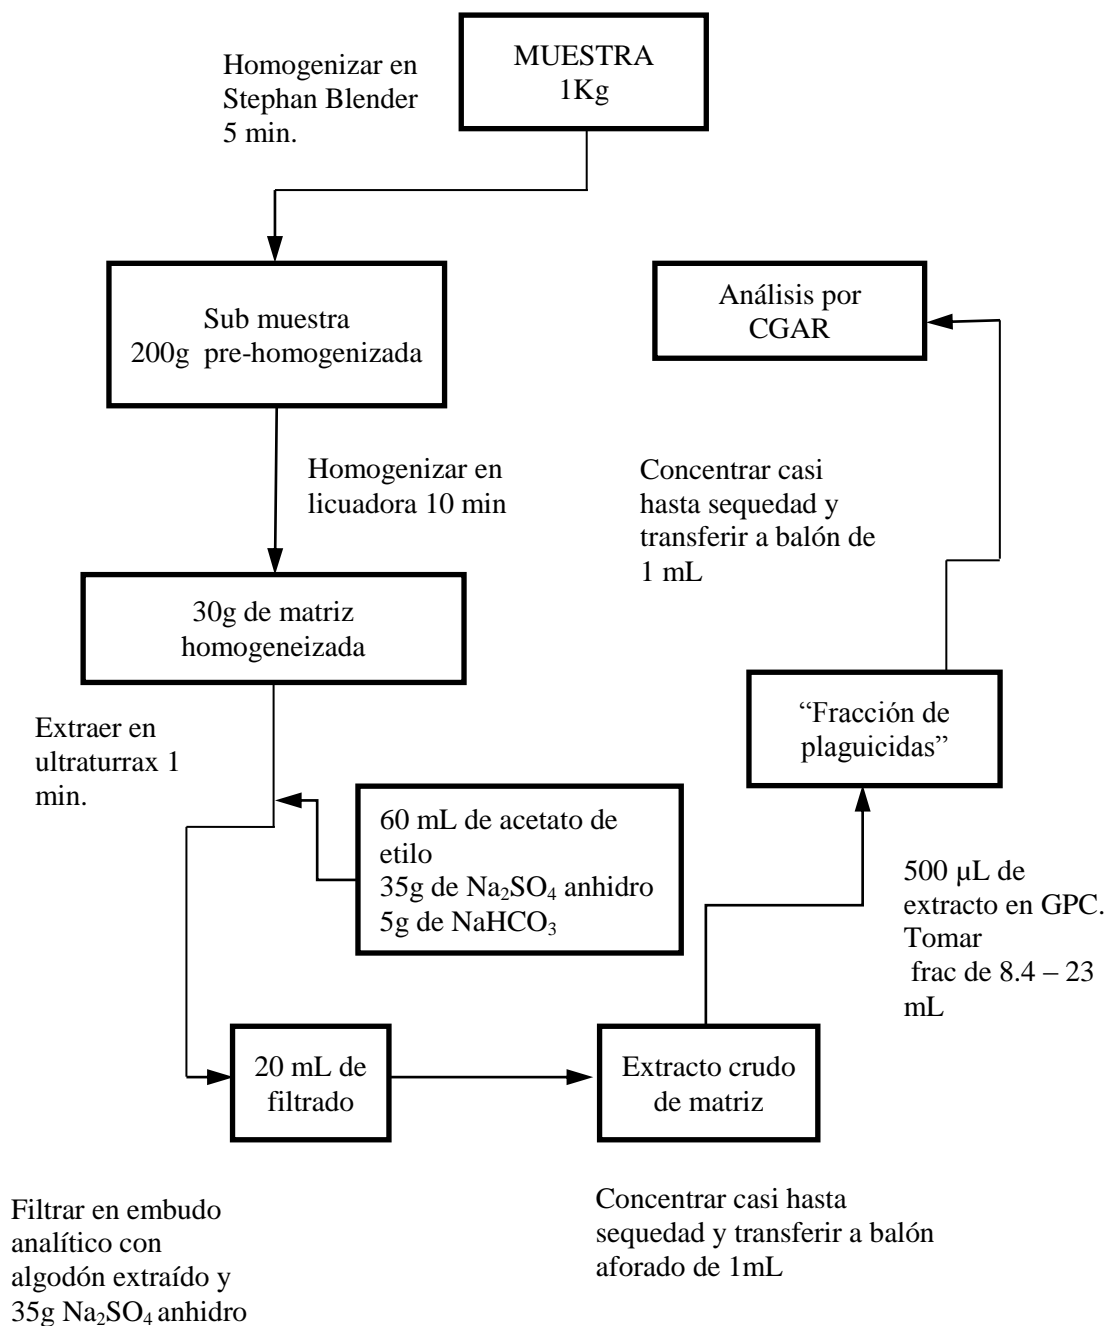 Homogenizar en
Stephan Blender
5 min.
MUESTRA
1Kg
Sub muestra
200g  pre-homogenizada
Homogenizar en
licuadora 10 min
30g de matriz
homogeneizada
Extraer en
ultraturrax 1
min.
60 mL de acetato de
etilo
35g de Na₂SO₄ anhidro
5g de NaHCO₃
20 mL de
filtrado
Filtrar en embudo
analítico con
algodón extraído y
35g Na₂SO₄ anhidro
Extracto crudo
de matriz
Concentrar casi hasta
sequedad y transferir a balón
aforado de 1mL
500 µL de
extracto en GPC.
Tomar
frac de 8.4 – 23
mL
“Fracción de
plaguicidas”
Concentrar casi
hasta sequedad y
transferir a balón de
1 mL
Análisis por
CGAR